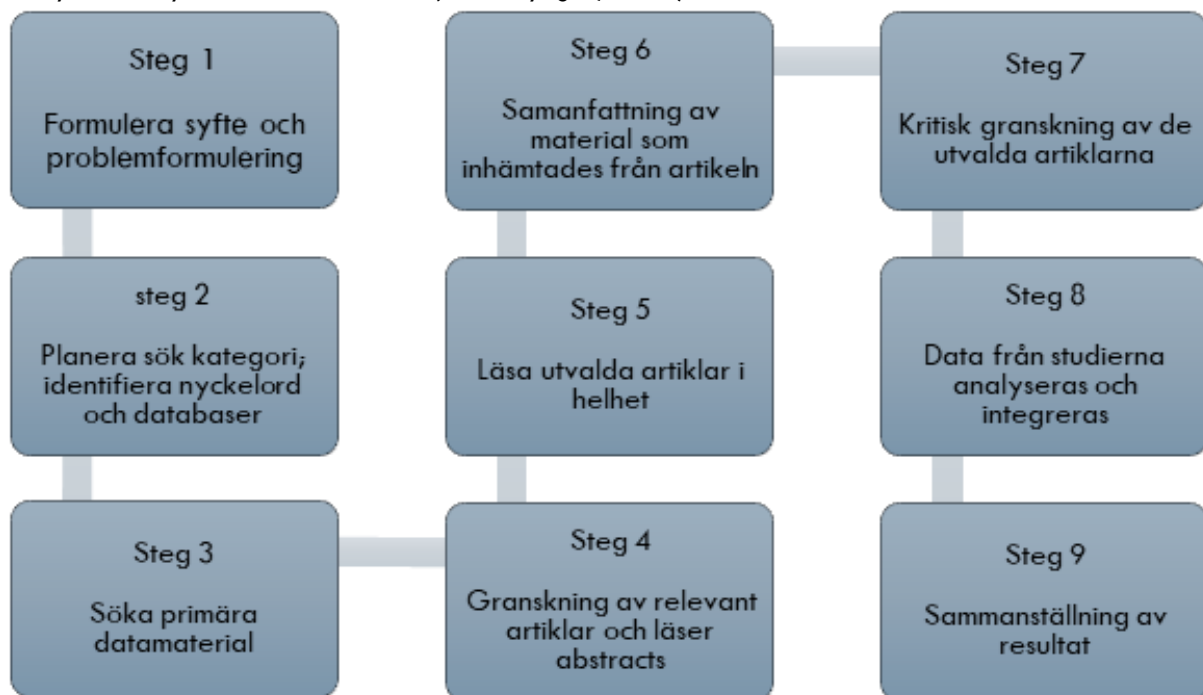 Steg 1
Formulera syfte och
problemformulering
steg 2
Planera sök kategori;
identifiera nyckelord
och databaser
Steg 3
Söka primära
datamaterial
Steg 4
Granskning av relevant
artiklar och läser
abstracts
Steg 5
Läsa utvalda artiklar i
helhet
Steg 6
Samanfattning av
material som
inhämtades från artikeln
Steg 7
Kritisk granskning av de
utvalda artiklarna
Steg 8
Data från studierna
analyseras och
integreras
Steg 9
Sammanställning av
resultat